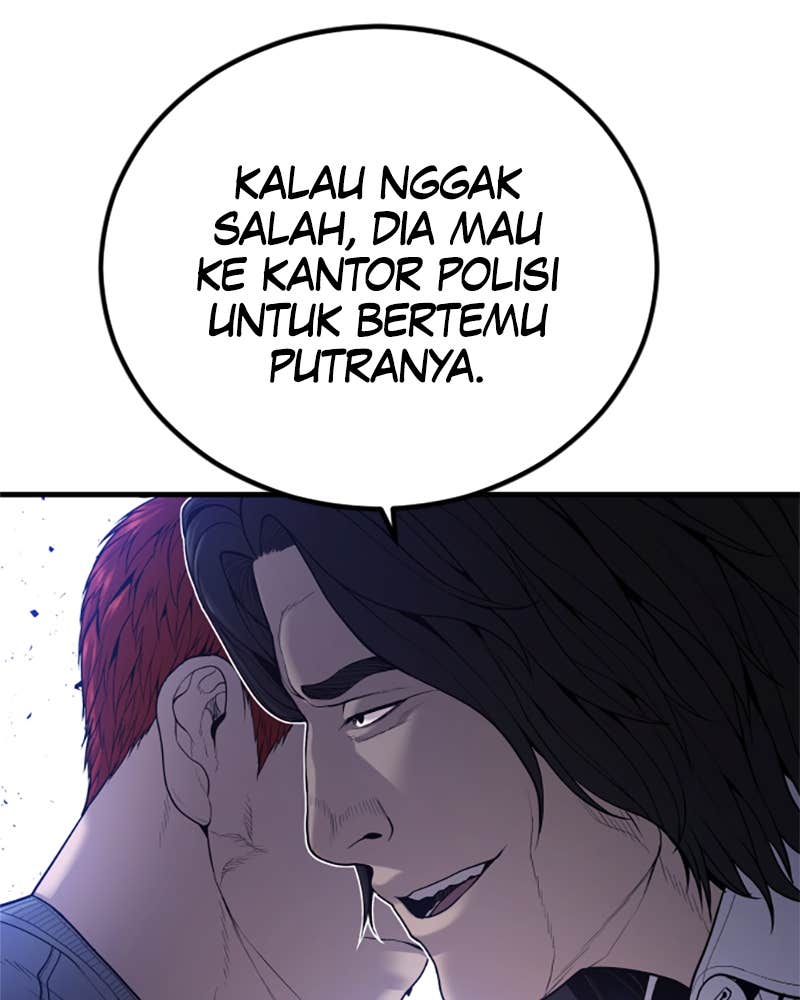 KALAU NGGAK
SALAH, DIA MAU
KE KANTOR POLISI
UNTUK BERTEMU
PUTRANYA.